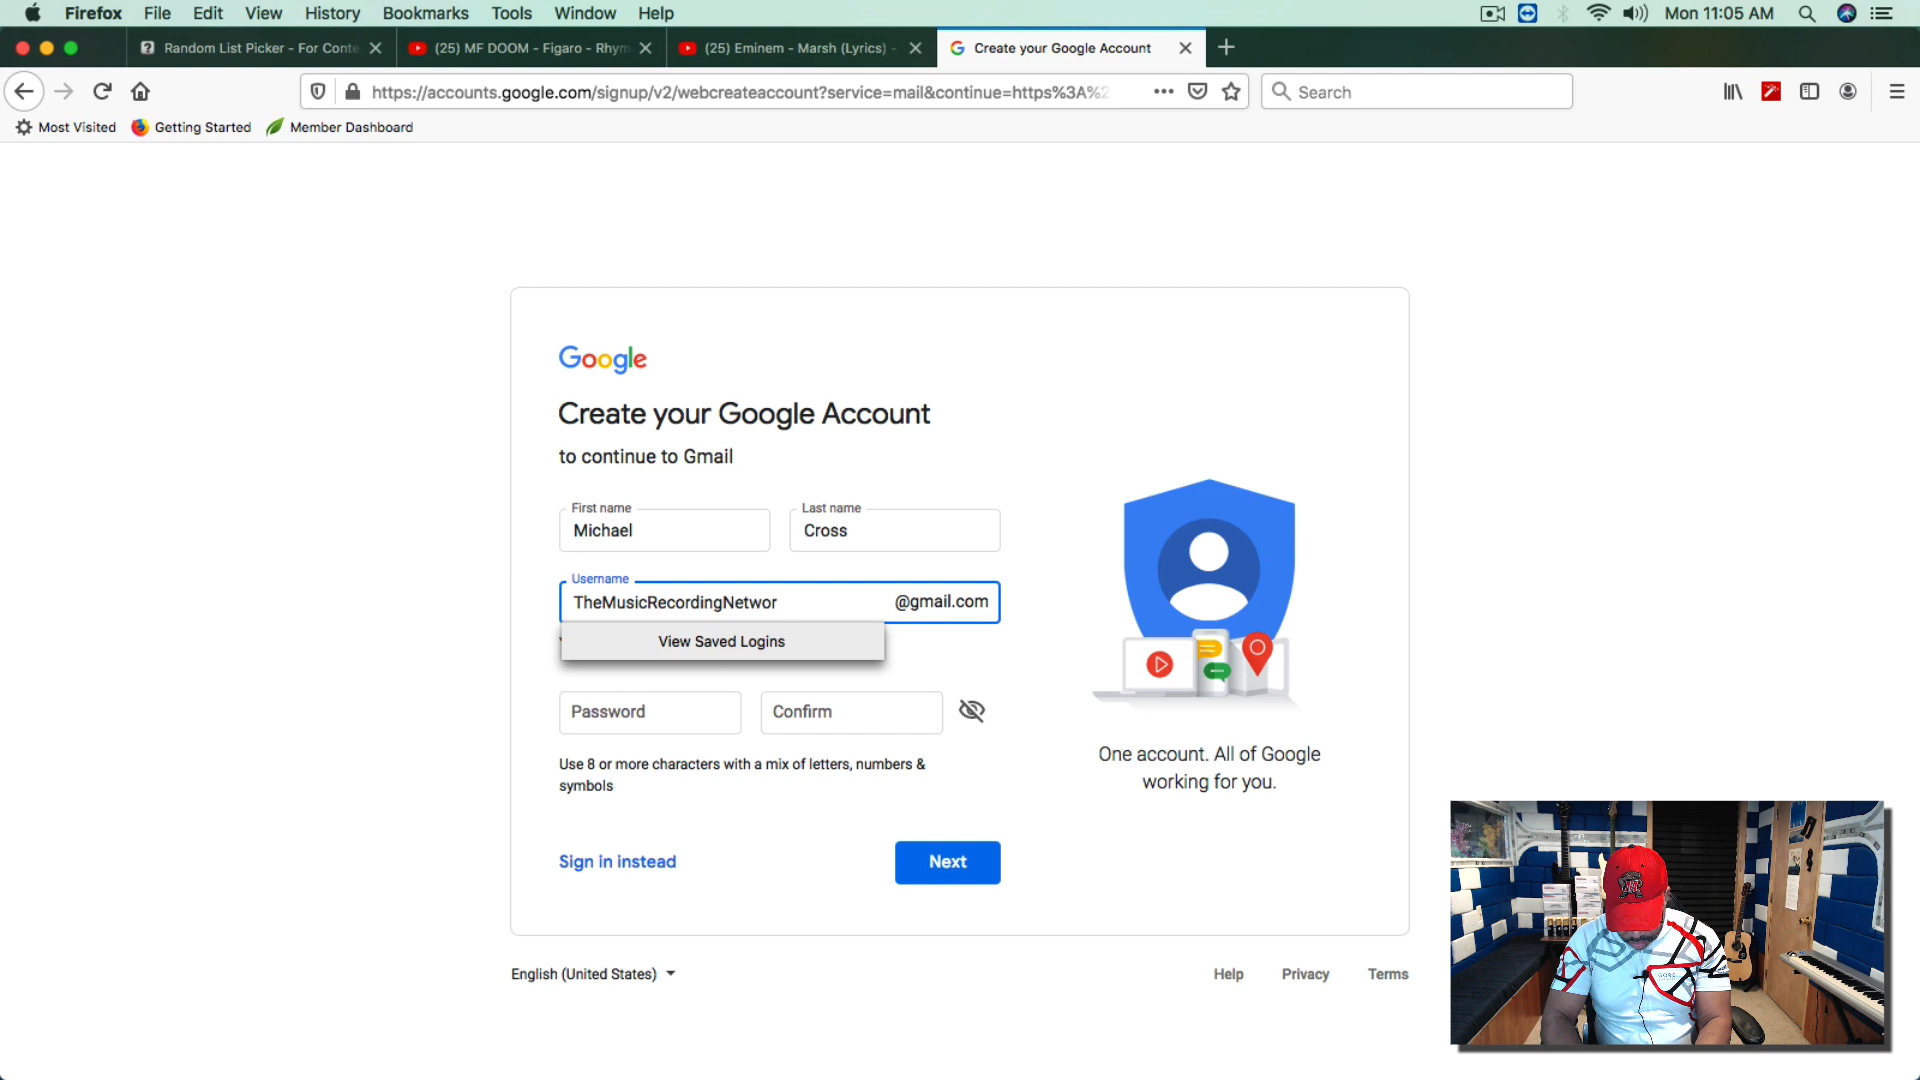 Firefox File Edit View History Bookmarks Tools Window Help Mon 11:05 AM
Random List Picker - For Conte (25) MF DOOM - Figaro - Rhym (25) Eminem - Marsh (Lyrics) - Create your Google Account
https://accounts.google.com/signup/v2/webcreateaccount?service=mail&continue=https%3A%2 Search
Most Visited Getting Started Member Dashboard
Google
Create your Google Account
to continue to Gmail
First name Last name
Michael Cross
Username
TheMusicRecordingNetwor @gmail.com
View Saved Logins
Password Confirm
Use 8 or more characters with a mix of letters, numbers &
symbols
One account. All of Google
working for you.
Sign in instead Next
English (United States) Help Privacy Terms